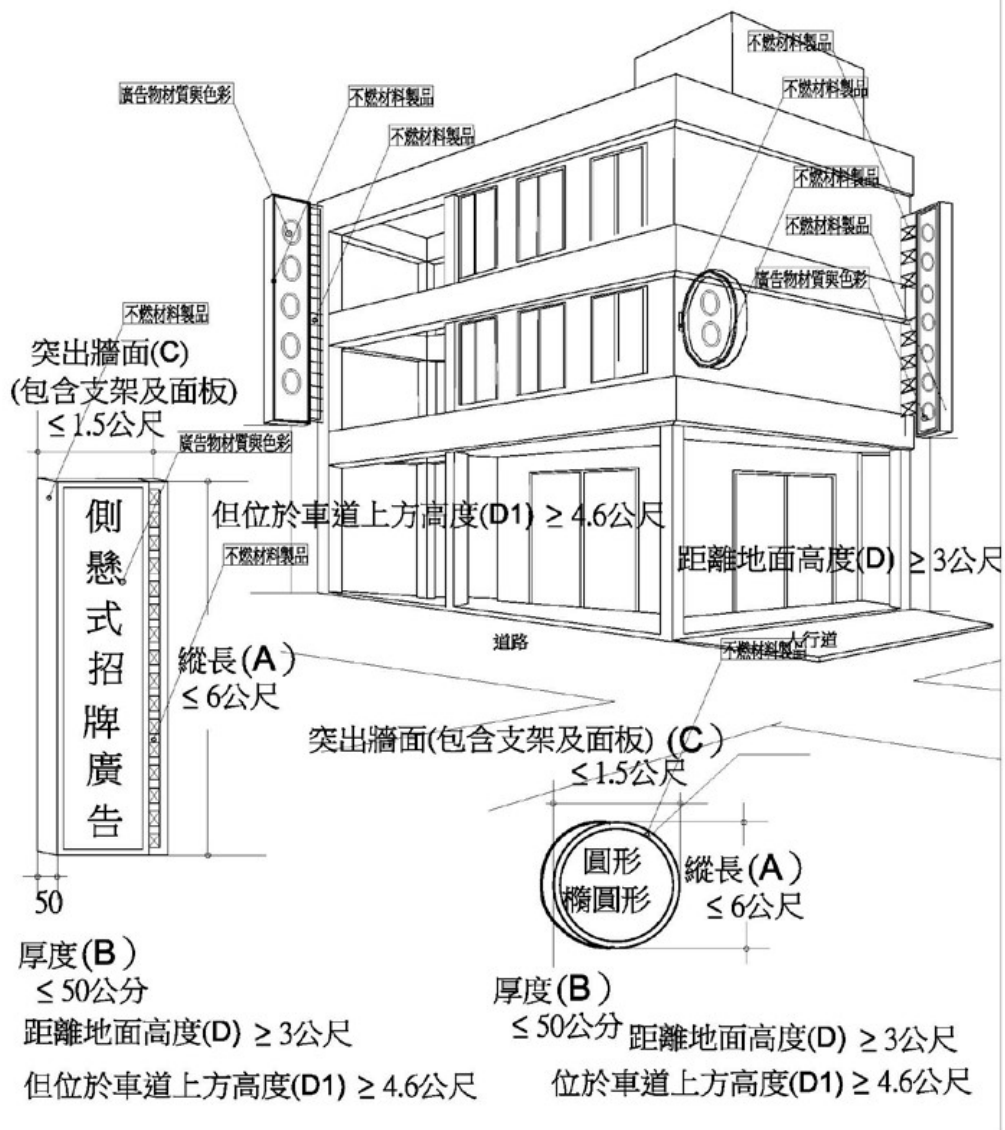 不燃材料製品
不燃材料製品
廣告物材質與色彩
不燃材料製品
不燃材料製品
不燃材料製品
不燃材料製品
廣告物材質與色彩
不燃材料製品
突出牆面(C)
(包含支架及面板)
≤ 1.5公尺
廣告物材質與色彩
但位於車道上方高度(D1) ≥ 4.6公尺
不燃材料製品
距離地面高度(D) ≥ 3公尺
側懸式招牌廣告
道路
人行道
不燃材料製品
縱長(A)
≤ 6公尺
突出牆面(包含支架及面板) (C)
≤ 1.5公尺
圓形
橢圓形
縱長(A)
≤ 6公尺
50
厚度(B)
≤ 50公分
距離地面高度(D) ≥ 3公尺
但位於車道上方高度(D1) ≥ 4.6公尺
厚度(B)
≤ 50公分
距離地面高度(D) ≥ 3公尺
位於車道上方高度(D1) ≥ 4.6公尺